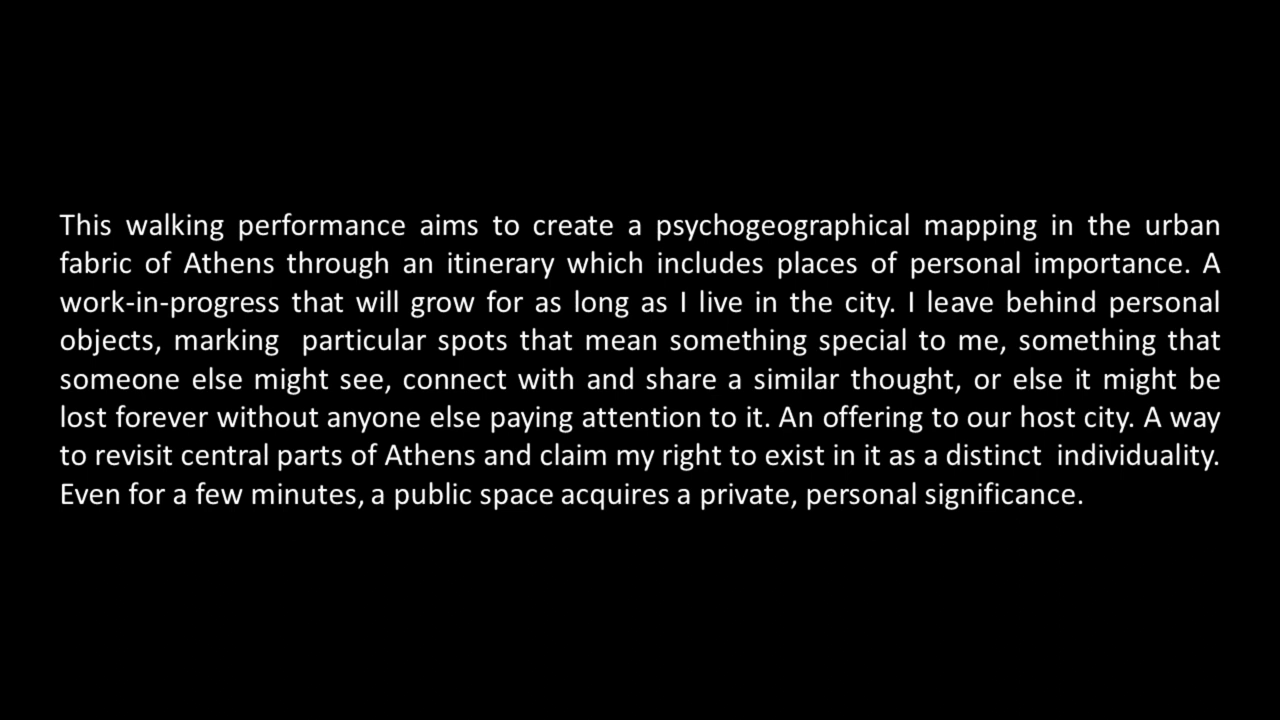 This walking performance aims to create a psychogeographical mapping in the urban
fabric of Athens through an itinerary which includes places of personal importance. A
work-in-progress that will grow for as long as I live in the city. I leave behind personal
objects, marking  particular spots that mean something special to me, something that
someone else might see, connect with and share a similar thought, or else it might be
lost forever without anyone else paying attention to it. An offering to our host city. A way
to revisit central parts of Athens and claim my right to exist in it as a distinct  individuality.
Even for a few minutes, a public space acquires a private, personal significance.